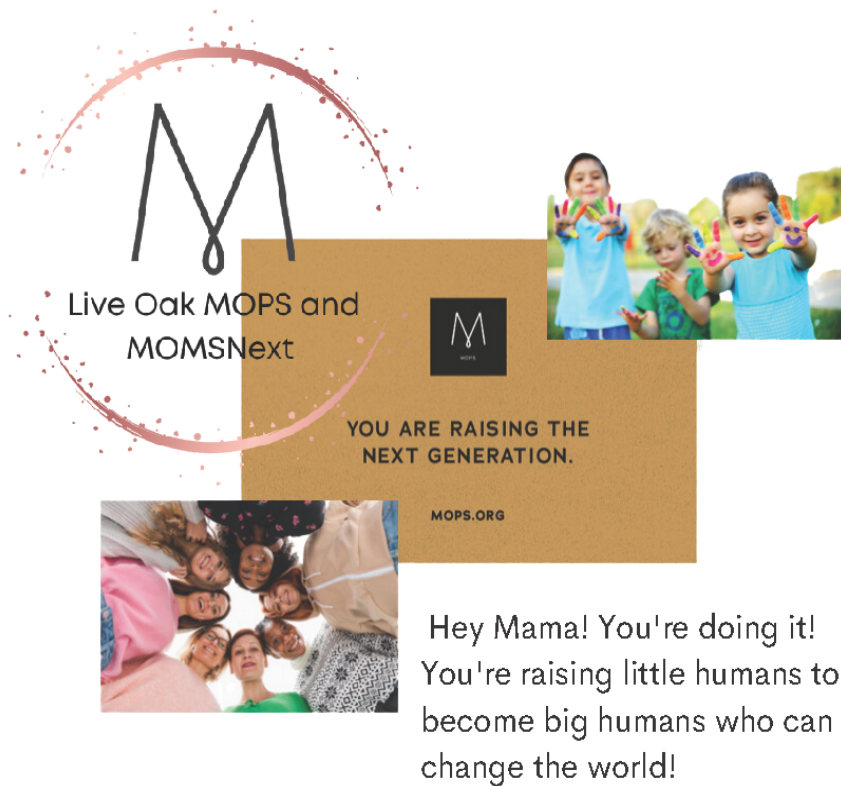 M
Live Oak MOPS and
MOMSNext
M
MOPS
YOU ARE RAISING THE
NEXT GENERATION.
MOPS.ORG
Hey Mama! You're doing it!
You're raising little humans to
become big humans who can
change the world!